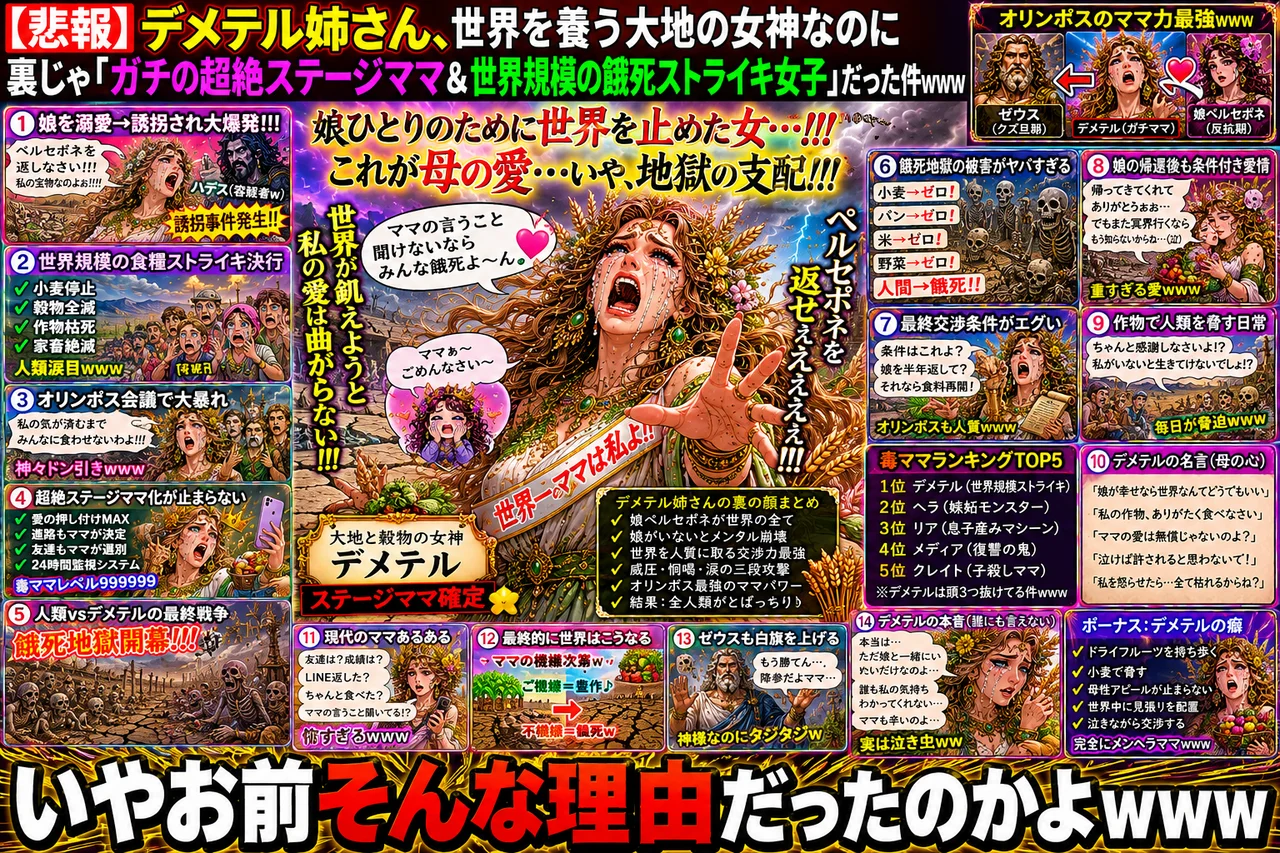 【悲報】デメテル姉さん、世界を養う大地の女神なのに
裏じゃ「ガチの超絶ステージママ&世界規模の餓死ストライキ女子」だった件www
オリンポスのママ力最強www
ゼウス
(クズ旦那)
デメテル(ガチママ)
娘ペルセポネ
(反抗期)
① 娘を溺愛→誘拐され大爆発!!!
ペルセポネを
返しなさい!!!
私の宝物なのよぉ!!!!
ハデス(容疑者w)
誘拐事件発生!!
② 世界規模の食糧ストライキ決行
✓ 小麦停止
✓ 穀物全滅
✓ 作物枯死
✓ 家畜絶滅
人類涙目www
③ オリンポス会議で大暴れ
私の気が済むまで
みんなに食わせないわよ!!!
神々ドン引きwww
④ 超絶ステージママ化が止まらない
✓ 愛の押し付けMAX
✓ 進路もママが決定
✓ 友達もママが選別
✓ 24時間監視システム
毒ママレベル999999
⑤ 人類vsデメテルの最終戦争
餓死地獄開幕!!!
娘ひとりのために世界を止めた女…!!!
これが母の愛…いや、地獄の支配!!!
世界が飢えようと
私の愛は曲がらない!!!
ママの言うこと
聞けないなら
みんな餓死よ〜ん。
ママぁ〜
ごめんなさい〜
ペルセポネを
返せぇえええぇ!!!
世界一のママは私よ!!
大地と穀物の女神
デメテル
ステージママ確定
デメテル姉さんの裏の顔まとめ
✓ 娘ペルセポネが世界の全て
✓ 娘がいないとメンタル崩壊
✓ 世界を人質に取る交渉力最強
✓ 威圧・恫喝・涙の三段攻撃
✓ オリンポス最強のママパワー
✓ 結果:全人類がとばっちり
⑥ 餓死地獄の被害がヤバすぎる
小麦→ゼロ!
パン→ゼロ!
米→ゼロ!
野菜→ゼロ!
人間→餓死!!
⑦ 最終交渉条件がエグい
条件はこれよ?
娘を半年返して?
それなら食料再開!
オリンポスも人質www
⑧ 娘の帰還後も条件付き愛情
帰ってきてくれて
ありがとうぉぉ…
でもまた冥界行くなら
もう知らないからね…(泣)
重すぎる愛www
⑨ 作物で人類を脅す日常
ちゃんと感謝しなさいよ!?
私がいないと生きてけないでしょ!?
毎日が脅迫www
毒ママランキングTOP5
1位 デメテル(世界規模ストライキ)
2位 ヘラ(嫉妬モンスター)
3位 リア(息子産みマシーン)
4位 メディア(復讐の鬼)
5位 クレイト(子殺しママ)
※デメテルは頭3つ抜けてる件www
⑩ デメテルの名言(母の心)
「娘が幸せなら世界なんてどうでもいい」
「私の作物、ありがたく食べなさい」
「ママの愛は無償じゃないのよ?」
「泣けば許されると思わないで!」
「私を怒らせたら…全て枯れるからね?」
⑪ 現代のママあるある
友達は?成績は?
LINE返した?
ちゃんと食べた?
ママの言うこと聞いてる!?
怖すぎるwww
⑫ 最終的に世界はこうなる
ママの機嫌次第w
ご機嫌=豊作♪
不機嫌=餓死w
⑬ ゼウスも白旗を上げる
もう勝てん…、
降参だよママ…
神様なのにタジタジw
⑭ デメテルの本音(誰にも言えない)
本当は…
ただ娘と一緒にい
たいだけなのよ…
誰も私の気持ち
わかってくれない…
ママも辛いのよ…
実は泣き虫ww
ボーナス:デメテルの癖
✓ ドライフルーツを持ち歩く
✓ 小麦で脅す
✓ 母性アピールが止まらない
✓ 世界中に見張りを配置
✓ 泣きながら交渉する
完全にメンヘラママwww
いやお前そんな理由だったのかよwww